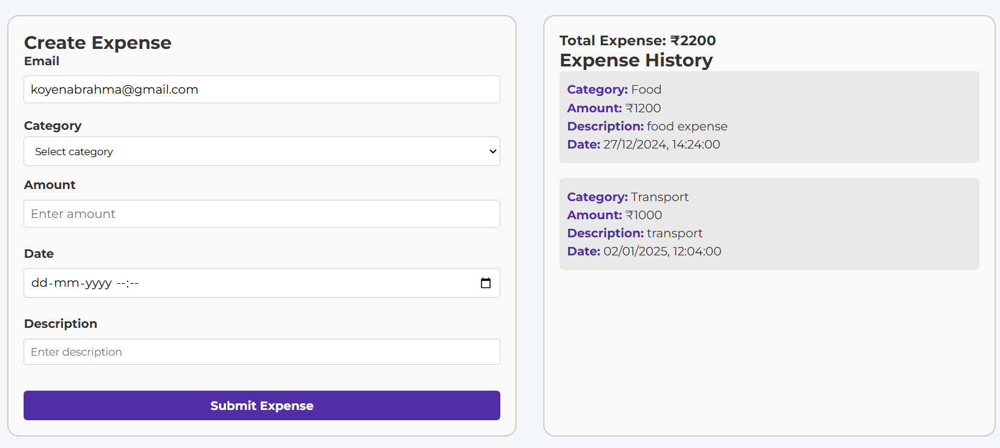 Create Expense
Email
koyenabrahma@gmail.com
Category
Select category
Amount
Enter amount
Date
dd-mm-yyyy --:--
Description
Enter description
Submit Expense
Total Expense: ₹2200
Expense History
Category: Food
Amount: ₹1200
Description: food expense
Date: 27/12/2024, 14:24:00
Category: Transport
Amount: ₹1000
Description: transport
Date: 02/01/2025, 12:04:00